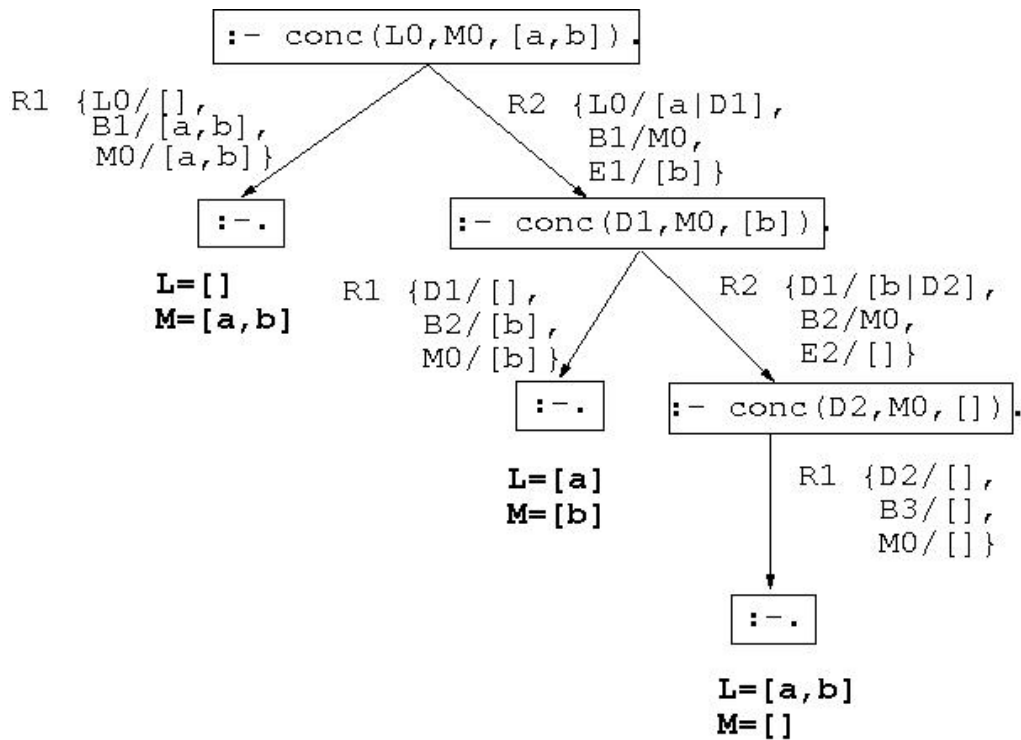 :- conc(L0,M0,[a,b]).
R1 {L0/[],
B1/[a,b],
M0/[a,b]}
R2 {L0/[a|D1],
B1/M0,
E1/[b]}
:-.
:- conc(D1,M0,[b]).
L=[]
M=[a,b]
R1 {D1/[],
B2/[b],
M0/[b]}
R2 {D1/[b|D2],
B2/M0,
E2/[]}
:-.
:- conc(D2,M0,[]).
L=[a]
M=[b]
R1 {D2/[],
B3/[],
M0/[]}
:-.
L=[a,b]
M=[]